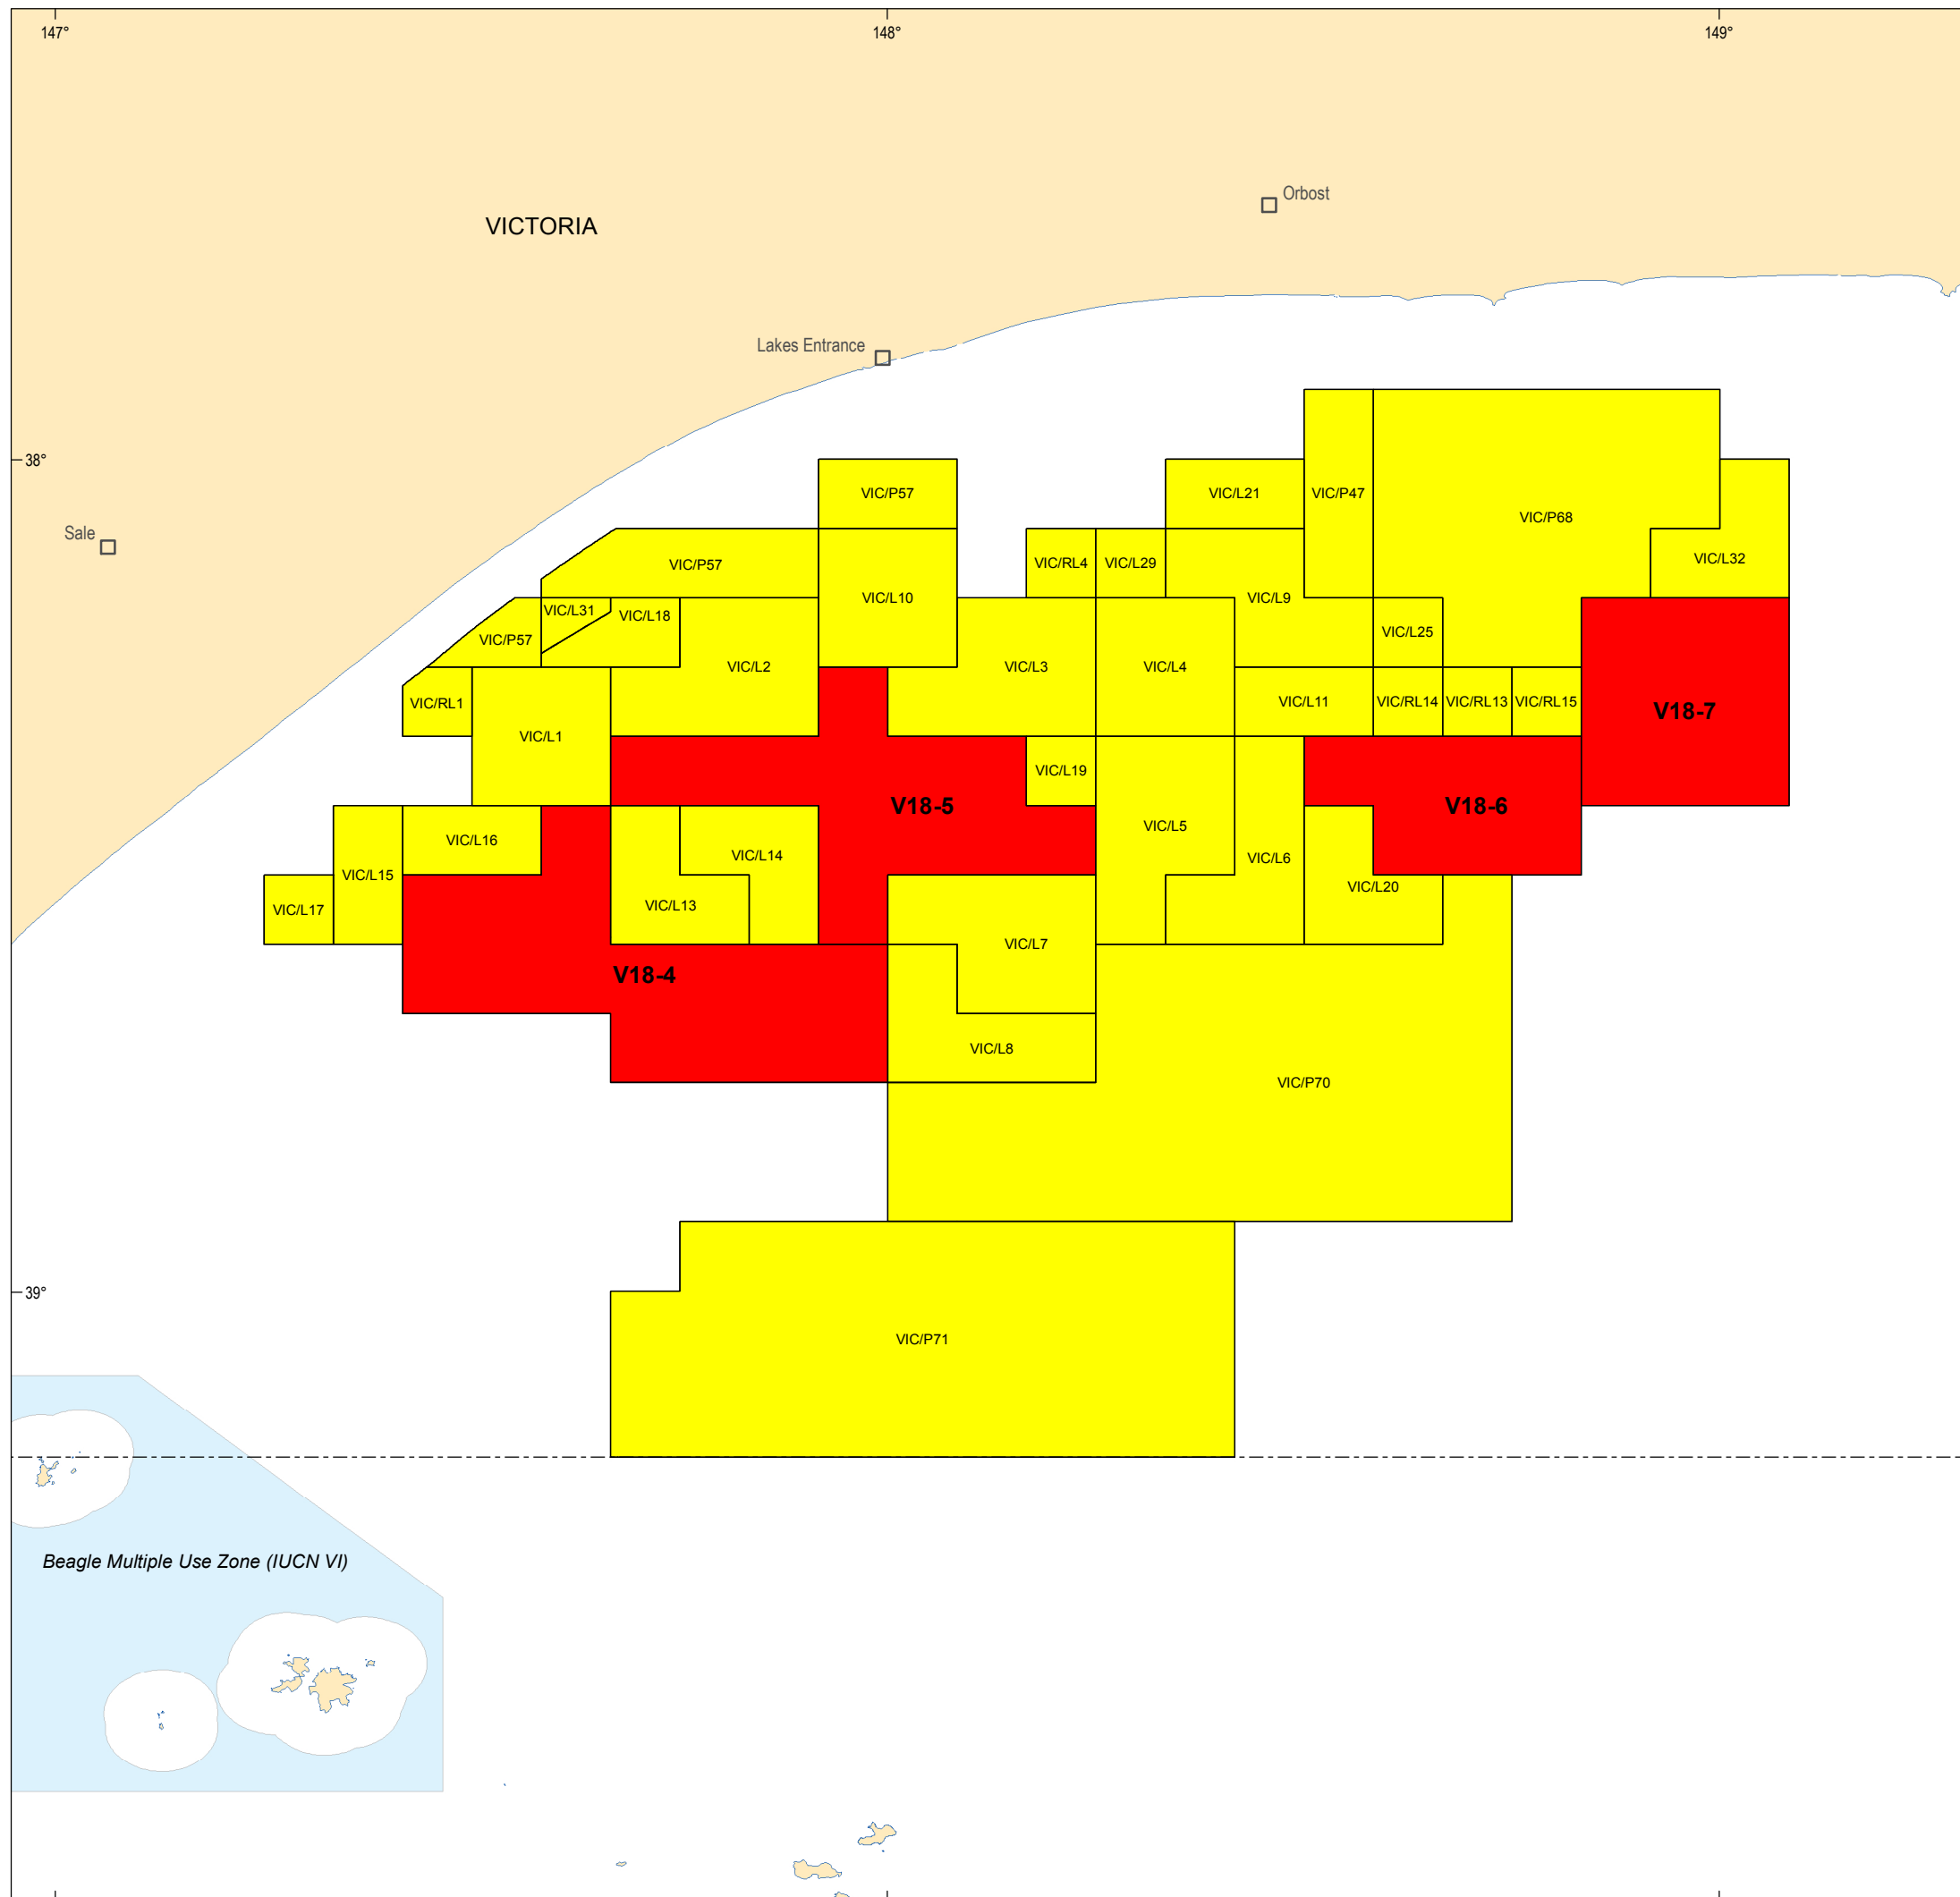 147°
148°
149°
Orbost
VICTORIA
Lakes Entrance
38°
VIC/P57
VIC/L21
VIC/P47
VIC/P68
Sale
VIC/P57
VIC/RL4
VIC/L29
VIC/L32
VIC/L10
VIC/L9
VIC/L31
VIC/L18
VIC/P57
VIC/L25
VIC/L2
VIC/L3
VIC/L4
VIC/RL1
VIC/L11
VIC/RL14
VIC/RL13
VIC/RL15
V18-7
VIC/L1
VIC/L19
V18-5
V18-6
VIC/L16
VIC/L5
VIC/L14
VIC/L6
VIC/L15
VIC/L20
VIC/L17
VIC/L13
VIC/L7
V18-4
VIC/L8
VIC/P70
39°
VIC/P71
Beagle Multiple Use Zone (IUCN VI)